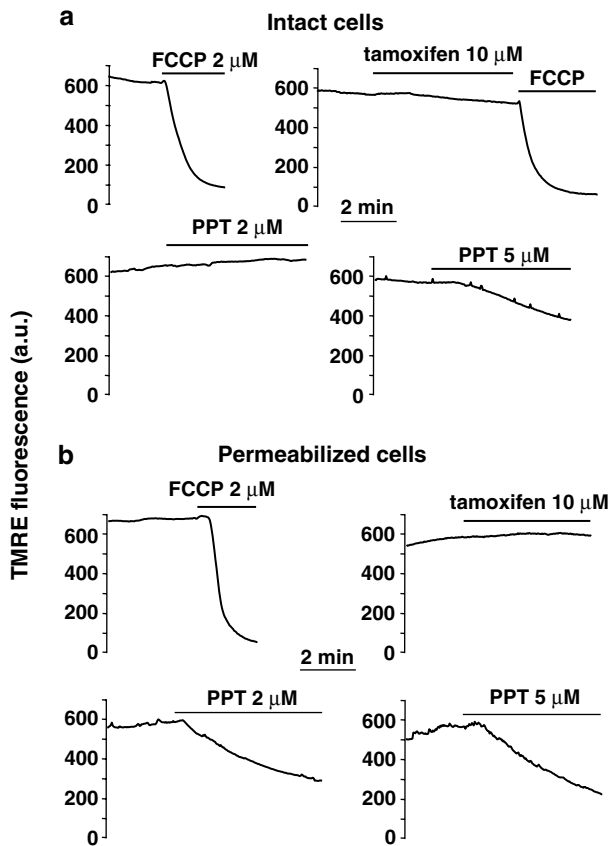 a
Intact cells
FCCP 2 μM
600
400
200
0
tamoxifen 10 μM
FCCP
600
400
200
0
2 min
PPT 2 μM
600
400
200
0
PPT 5 μM
600
400
200
0
TMRE fluorescence (a.u.)
b
Permeabilized cells
FCCP 2 μM
600
400
200
0
tamoxifen 10 μM
600
400
200
0
2 min
PPT 2 μM
600
400
200
0
PPT 5 μM
600
400
200
0